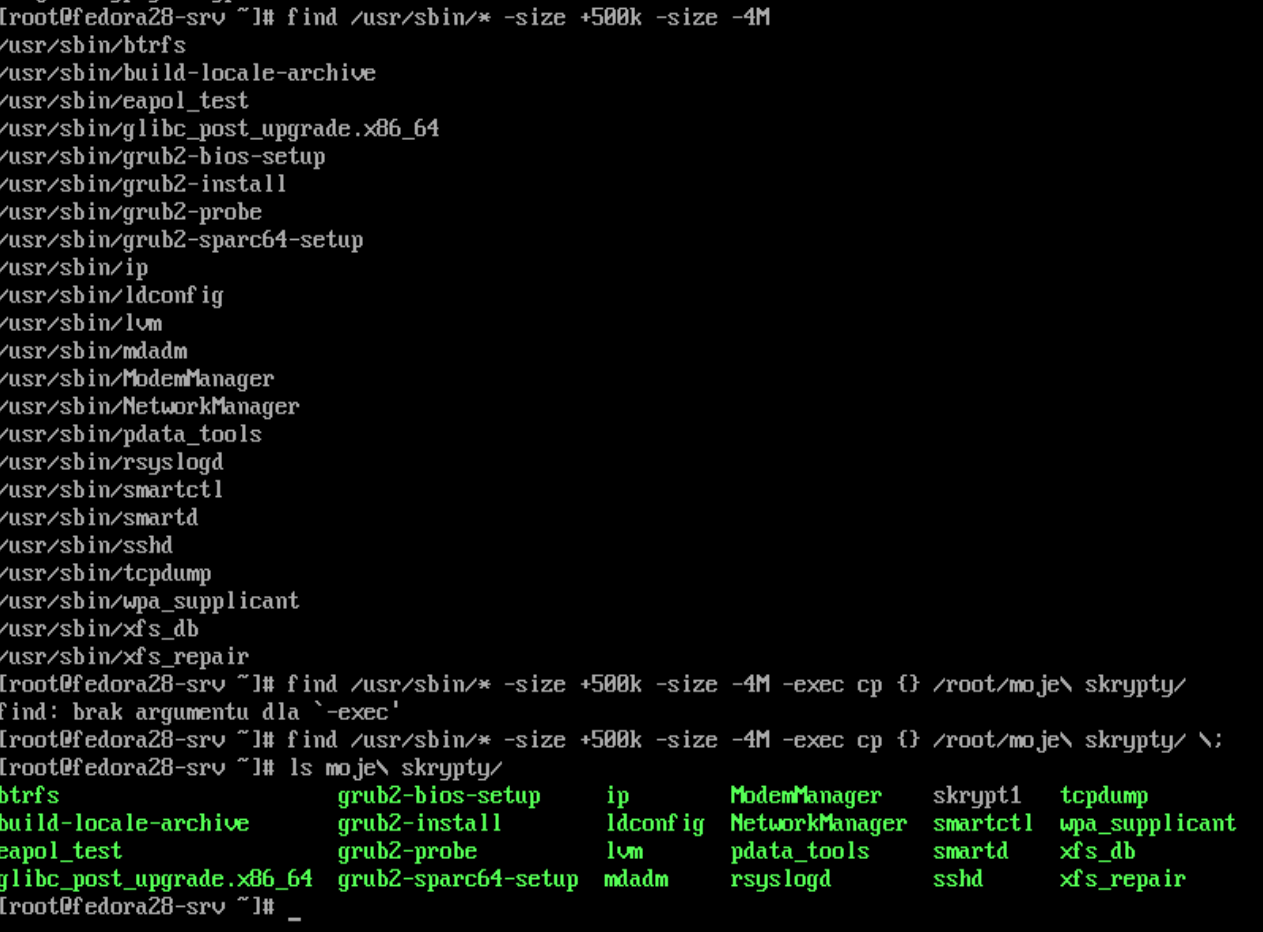 [root@fedora28-srv ~]# find /usr/sbin/* -size +500k -size -4M
/usr/sbin/btrfs
/usr/sbin/build-locale-archive
/usr/sbin/eapol_test
/usr/sbin/glibc_post_upgrade.x86_64
/usr/sbin/grub2-bios-setup
/usr/sbin/grub2-install
/usr/sbin/grub2-probe
/usr/sbin/grub2-sparc64-setup
/usr/sbin/ip
/usr/sbin/ldconfig
/usr/sbin/lvm
/usr/sbin/mdadm
/usr/sbin/ModemManager
/usr/sbin/NetworkManager
/usr/sbin/pdata_tools
/usr/sbin/rsyslogd
/usr/sbin/smartctl
/usr/sbin/smartd
/usr/sbin/sshd
/usr/sbin/tcpdump
/usr/sbin/wpa_supplicant
/usr/sbin/xfs_db
/usr/sbin/xfs_repair
[root@fedora28-srv ~]# find /usr/sbin/* -size +500k -size -4M -exec cp {} /root/moje\ skrypty/
find: brak argumentu dla `-exec'
[root@fedora28-srv ~]# find /usr/sbin/* -size +500k -size -4M -exec cp {} /root/moje\ skrypty/ \;
[root@fedora28-srv ~]# ls moje\ skrypty/
btrfs grub2-bios-setup ip ModemManager skrypt1 tcpdump
build-locale-archive grub2-install ldconfig NetworkManager smartctl wpa_supplicant
eapol_test grub2-probe lvm pdata_tools smartd xfs_db
glibc_post_upgrade.x86_64 grub2-sparc64-setup mdadm rsyslogd sshd xfs_repair
[root@fedora28-srv ~]# _